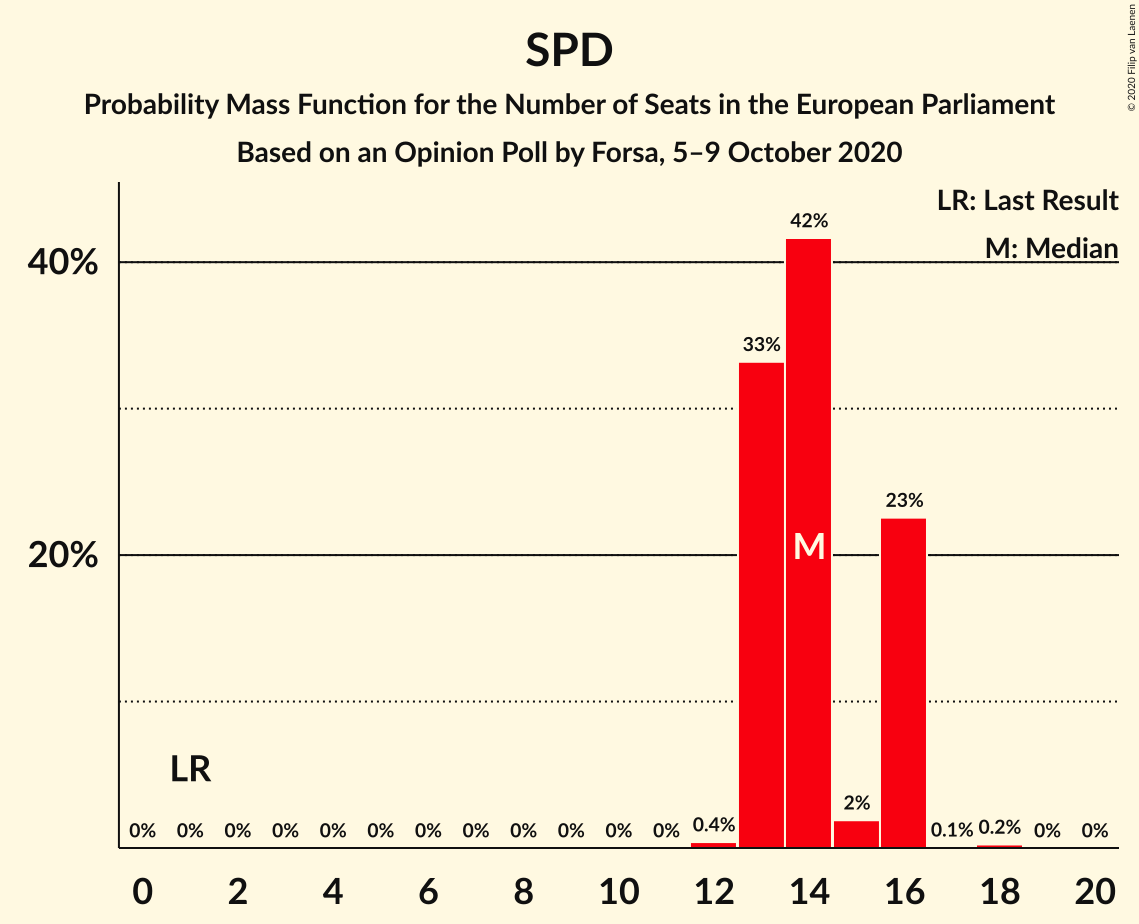 SPD
Probability Mass Function for the Number of Seats in the European Parliament
Based on an Opinion Poll by Forsa, 5–9 October 2020
© 2020 Filip van Laenen
LR: Last Result
M: Median
40%
20%
42%
33%
23%
M
LR
0% 0% 0% 0% 0% 0% 0% 0% 0% 0% 0% 0% 0.4% 2% 0.1% 0.2% 0% 0%
0 2 4 6 8 10 12 14 16 18 20